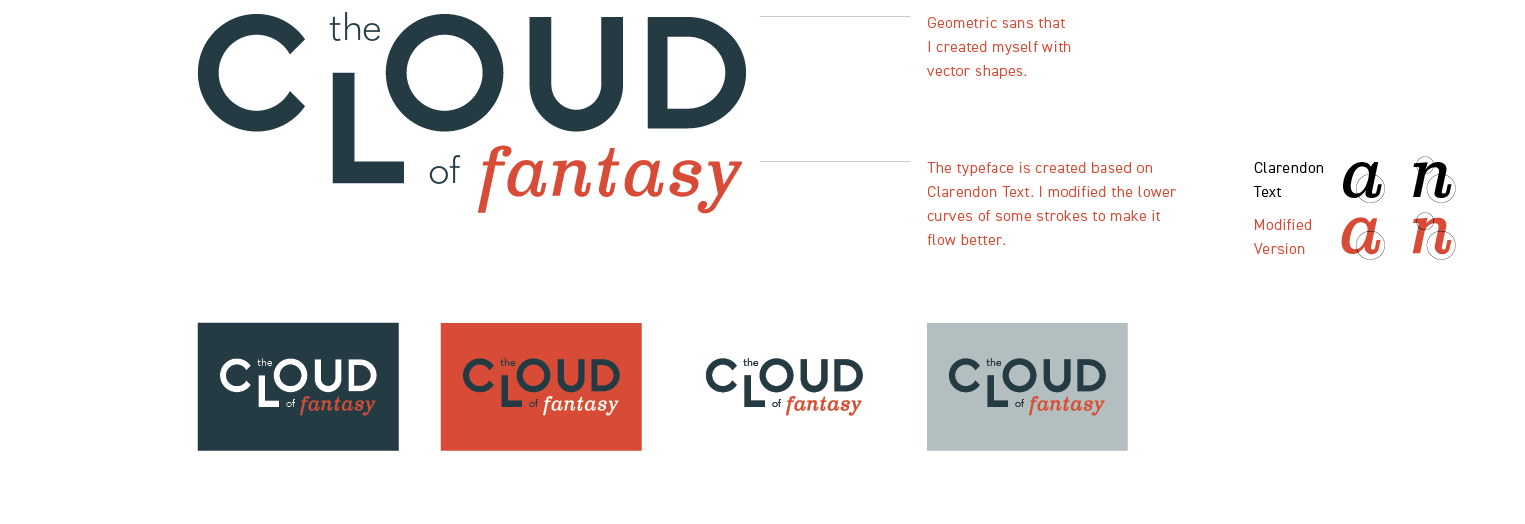 the
CLOUD
of fantasy
Geometric sans that
I created myself with
vector shapes.
The typeface is created based on
Clarendon Text. I modified the lower
curves of some strokes to make it
flow better.
Clarendon
Text
a n
Modified
Version
a n
the
CLOUD
of fantasy
the
CLOUD
of fantasy
the
CLOUD
of fantasy
the
CLOUD
of fantasy